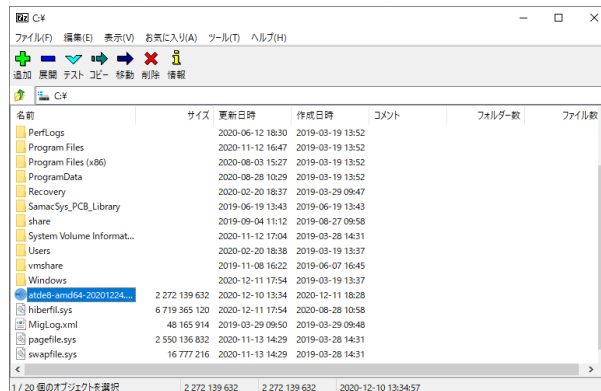 7z C:¥
ファイル(F) 編集(E) 表示(V) お気に入り(A) ツール(T) ヘルプ(H)
追加 展開 テスト コピー 移動 削除 情報
C:¥
名前 サイズ 更新日時 作成日時 コメント フォルダー数 ファイル数
PerfLogs 2020-06-12 18:30 2019-03-19 13:52
Program Files 2020-11-12 16:47 2019-03-19 13:52
Program Files (x86) 2020-08-03 15:27 2019-03-19 13:52
ProgramData 2020-08-28 10:29 2019-03-19 13:52
Recovery 2020-02-20 18:37 2019-03-29 09:47
SamacSys_PCB_Library 2019-06-19 13:43 2019-06-19 13:43
share 2019-09-04 11:12 2019-08-27 09:58
System Volume Informat... 2020-11-12 17:04 2019-03-28 14:31
Users 2020-02-20 18:38 2019-03-19 13:37
vmshare 2019-11-08 16:22 2019-06-07 16:45
Windows 2020-12-11 17:54 2019-03-19 13:37
atde8-amd64-20201224.... 2 272 139 632 2020-12-10 13:34 2020-12-11 18:28
hiberfil.sys 6 719 365 120 2020-12-11 17:54 2020-08-28 10:58
MigLog.xml 48 165 914 2019-03-29 09:50 2019-03-29 09:48
pagefile.sys 2 550 136 832 2020-11-13 14:29 2019-03-28 14:31
swapfile.sys 16 777 216 2020-11-13 14:29 2019-03-28 14:31
1 / 20 個のオブジェクトを選択 2 272 139 632 2 272 139 632 2020-12-10 13:34:57